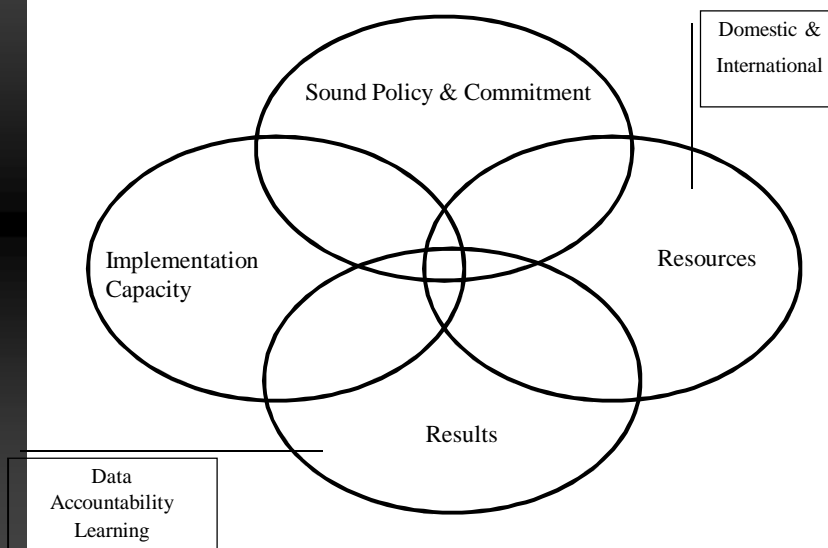 Domestic &
International
Sound Policy & Commitment
Implementation
Capacity
Resources
Results
Data
Accountability
Learning